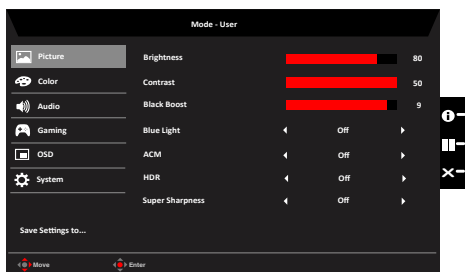 Mode - User
Picture
Color
Audio
Gaming
OSD
System
Save Settings to...
Brightness 80
Contrast 50
Black Boost 9
Blue Light Off
ACM Off
HDR Off
Super Sharpness Off
Move Enter